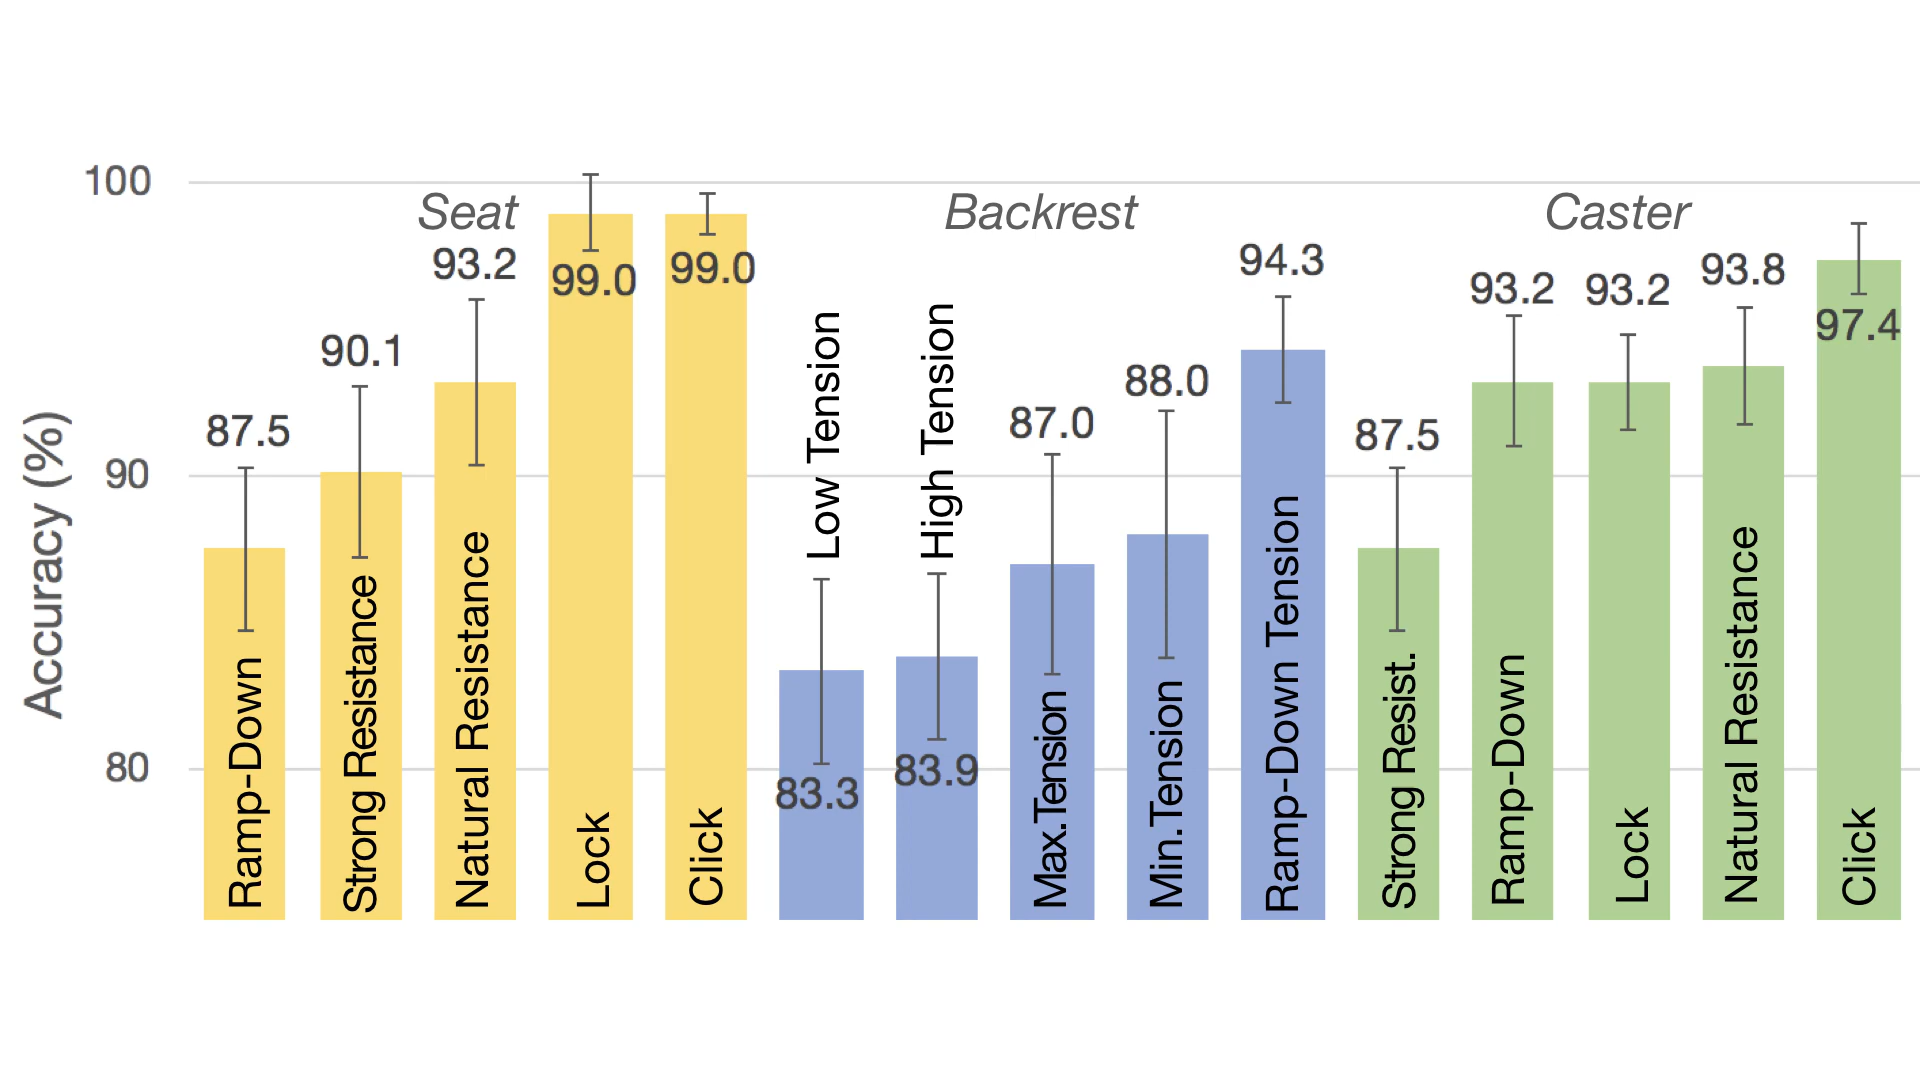 Accuracy (%)
100
90
80
Seat
Backrest
Caster
87.5
90.1
93.2
99.0
99.0
83.3
83.9
87.0
88.0
94.3
87.5
93.2
93.2
93.8
97.4
Ramp-Down
Strong Resistance
Natural Resistance
Lock
Click
Low Tension
High Tension
Max.Tension
Min.Tension
Ramp-Down Tension
Strong Resist.
Ramp-Down
Lock
Natural Resistance
Click